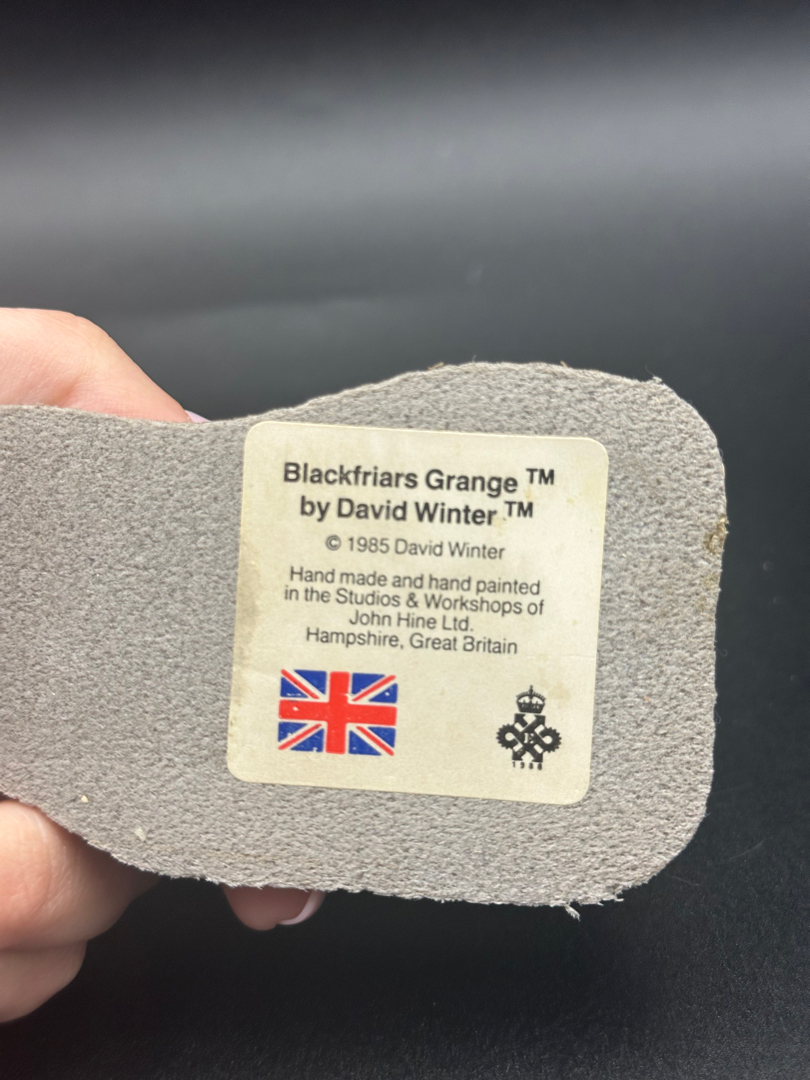 Blackfriars Grange ™
by David Winter ™
© 1985 David Winter
Hand made and hand painted
in the Studios & Workshops of
John Hine Ltd.
Hampshire, Great Britain